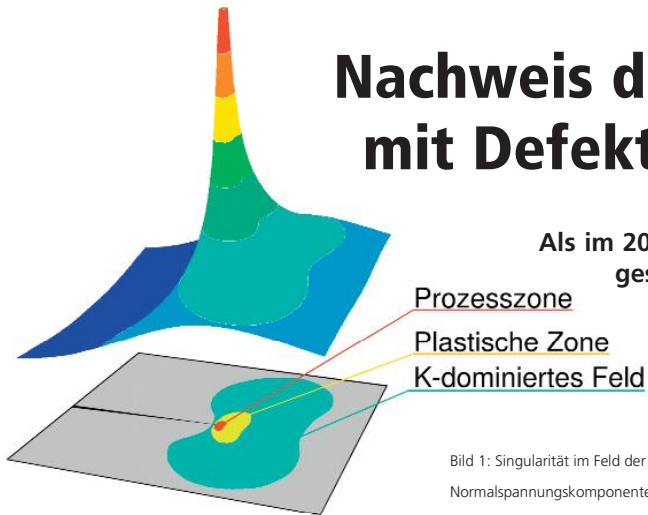 Nachweis d
mit Defekt
Als im 20
ges
Prozesszone
Plastische Zone
K-dominiertes Feld
Bild 1: Singularität im Feld der
Normalspannungskomponente